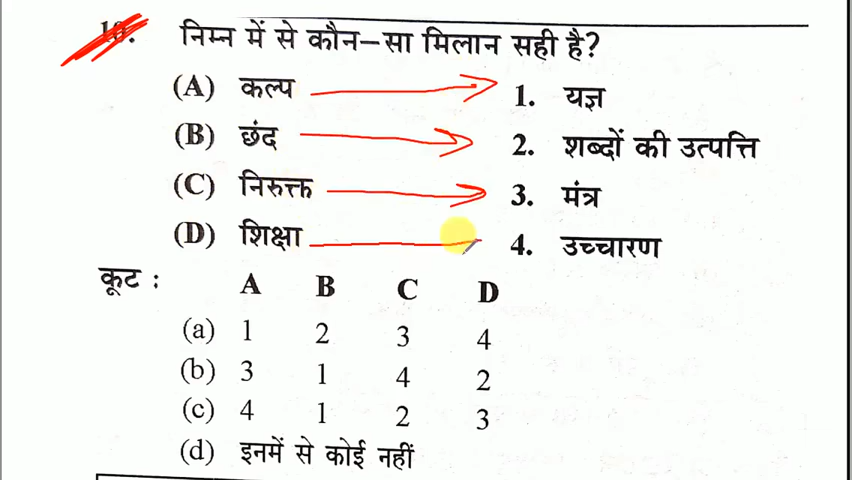 निम्न में से कौन-सा मिलान सही है?
(A) कल्प 1. यज्ञ
(B) छंद 2. शब्दों की उत्पत्ति
(C) निरुक्त 3. मंत्र
(D) शिक्षा 4. उच्चारण
कूट : A B C D
(a) 1 2 3 4
(b) 3 1 4 2
(c) 4 1 2 3
(d) इनमें से कोई नहीं